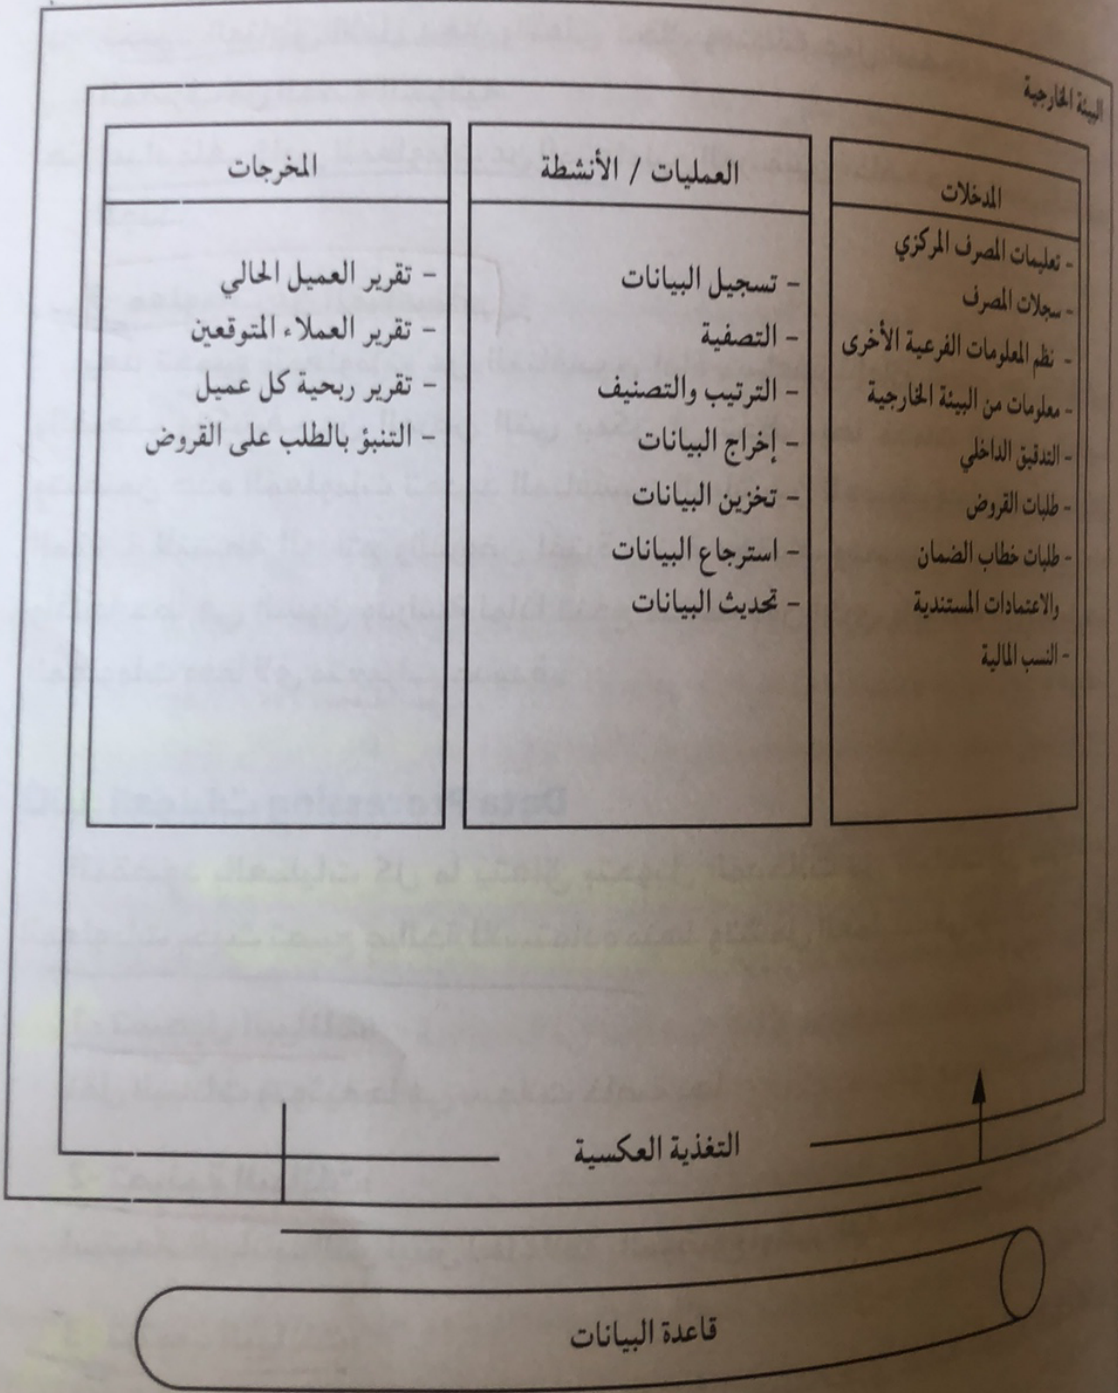 البيئة الخارجية
المدخلات
- تعليمات المصرف المركزي
- سجلات المصرف
- نظم المعلومات الفرعية الأخرى
- معلومات من البيئة الخارجية
- التدقيق الداخلي
- طلبات القروض
- طلبات خطاب الضمان
والاعتمادات المستندية
- النسب المالية
العمليات / الأنشطة
- تسجيل البيانات
- التصفية
- الترتيب والتصنيف
- إخراج البيانات
- تخزين البيانات
- استرجاع البيانات
- تحديث البيانات
المخرجات
- تقرير العميل الحالي
- تقرير العملاء المتوقعين
- تقرير ربحية كل عميل
- التنبؤ بالطلب على القروض
التغذية العكسية
قاعدة البيانات